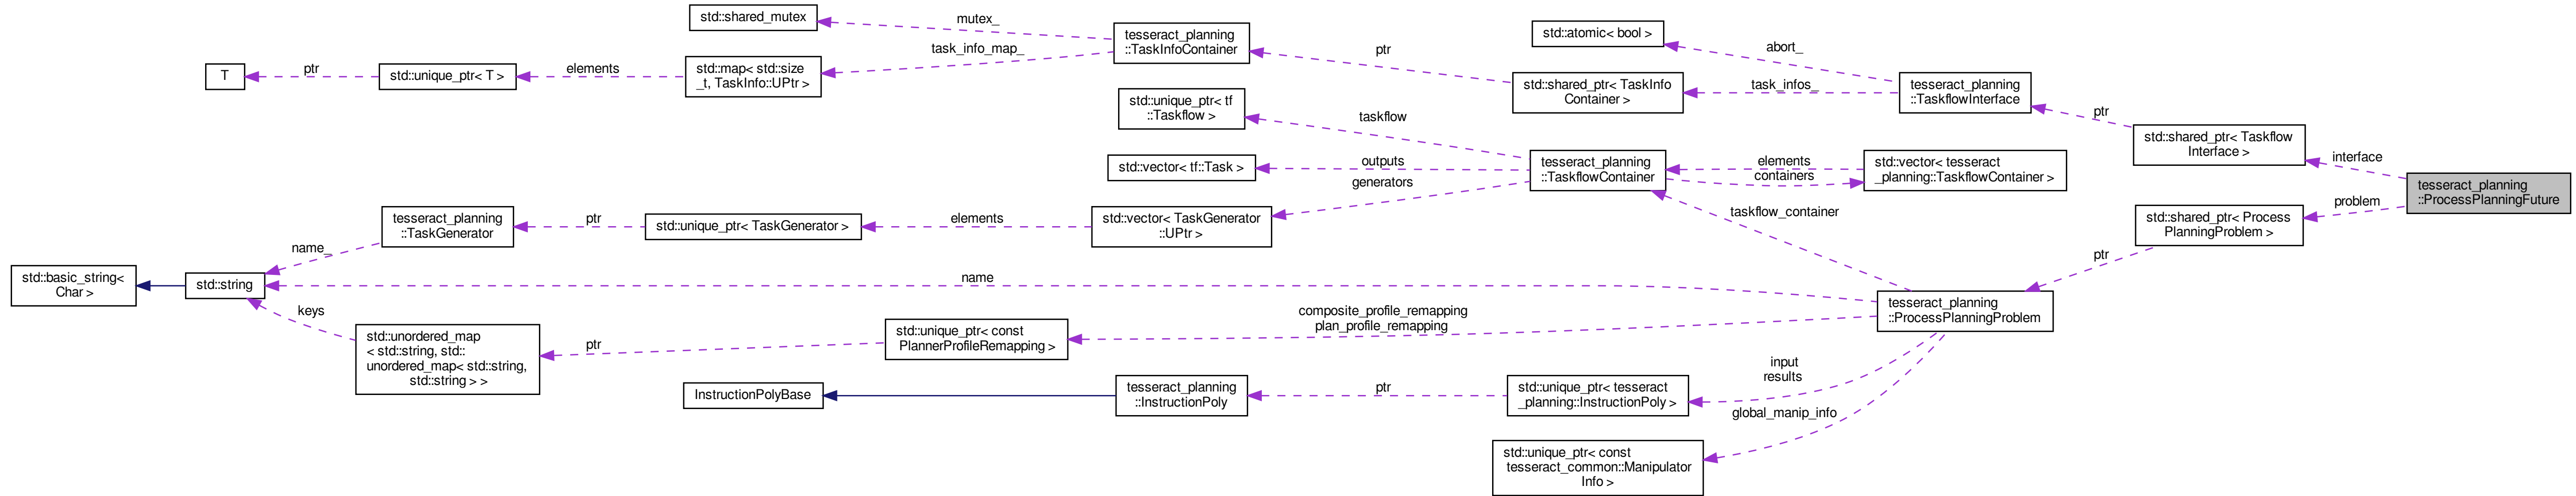 std::shared_mutex
mutex_
tesseract_planning
::TaskInfoContainer
task_info_map_
std::map< std::size
_t, TaskInfo::UPtr >
elements
std::unique_ptr< T >
ptr
T
ptr
std::atomic< bool >
abort_
std::shared_ptr< TaskInfo
Container >
task_infos_
tesseract_planning
::TaskflowInterface
ptr
std::shared_ptr< Taskflow
Interface >
interface
tesseract_planning
::ProcessPlanningFuture
problem
std::shared_ptr< Process
PlanningProblem >
ptr
std::unique_ptr< tf
::Taskflow >
taskflow
std::vector< tf::Task >
outputs
generators
tesseract_planning
::TaskflowContainer
elements
containers
std::vector< tesseract
_planning::TaskflowContainer >
taskflow_container
tesseract_planning
::TaskGenerator
ptr
std::unique_ptr< TaskGenerator >
elements
std::vector< TaskGenerator
::UPtr >
name_
std::basic_string<
Char >
std::string
name
tesseract_planning
::ProcessPlanningProblem
keys
std::unordered_map
< std::string, std::
unordered_map< std::string,
std::string > >
ptr
std::unique_ptr< const
PlannerProfileRemapping >
composite_profile_remapping
plan_profile_remapping
InstructionPolyBase
tesseract_planning
::InstructionPoly
ptr
std::unique_ptr< tesseract
_planning::InstructionPoly >
input
results
global_manip_info
std::unique_ptr< const
tesseract_common::Manipulator
Info >